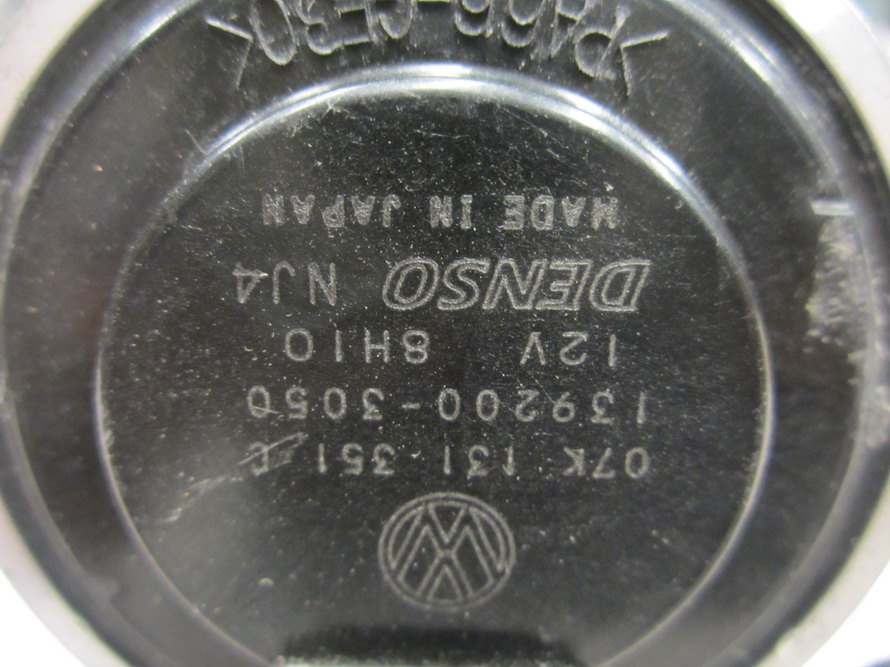 07K 131 351
139200-3050
12V 8H10
DENSO NJ4
MADE IN JAPAN
>PA66-GF30<